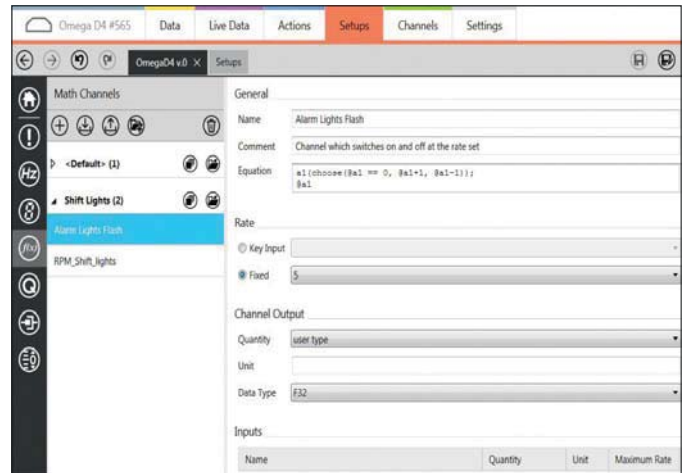 Omega D4 #565 Data Live Data Actions Setups Channels Settings
OmegaD4 v.0 X Setups
Math Channels
<Default> (1)
Shift Lights (2)
Alarm Lights Flash
RPM_Shift_lights
General
Name Alarm Lights Flash
Comment Channel which switches on and off at the rate set
Equation a1(choose(@a1 == 0, @a1+1, @a1-1));
@a1
Rate
Key Input
Fixed 5
Channel Output
Quantity user type
Unit
Data Type F32
Inputs
Name Quantity Unit Maximum Rate
Hz
f(x)
Q